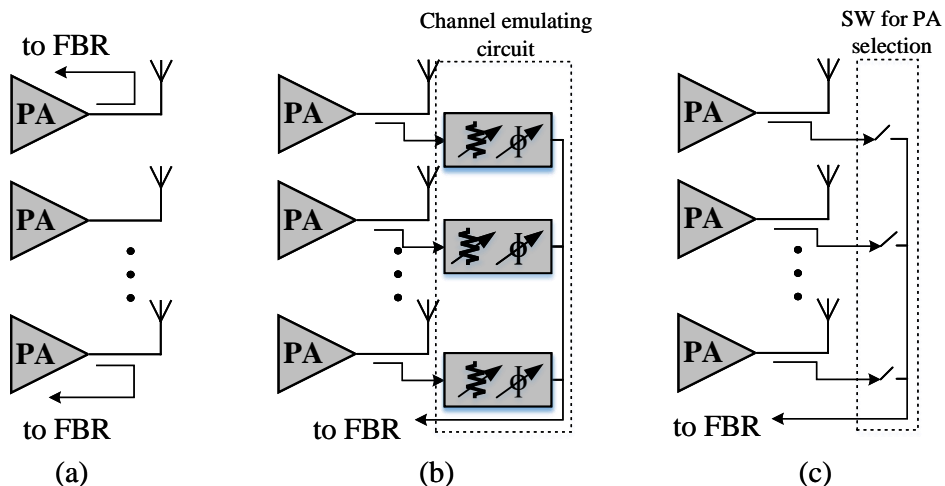 to FBR
PA
PA
PA
to FBR
(a)
Channel emulating
circuit
PA
ϕ
PA
ϕ
PA
ϕ
to FBR
(b)
SW for PA
selection
PA
PA
PA
to FBR
(c)